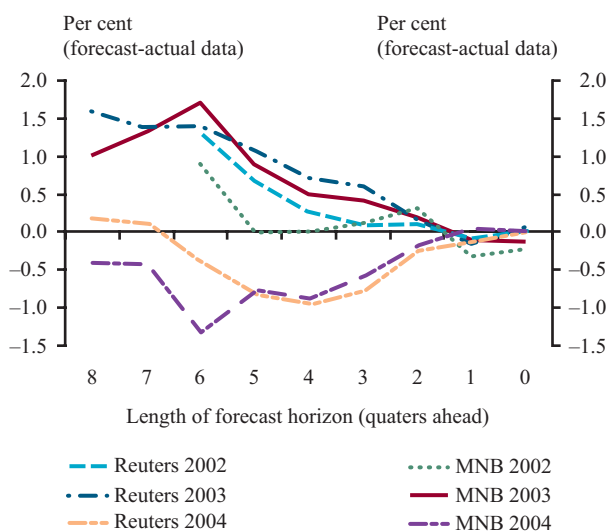 Per cent
(forecast-actual data)
Per cent
(forecast-actual data)
2.0
1.5
1.0
0.5
0.0
–0.5
–1.0
–1.5
2.0
1.5
1.0
0.5
0.0
–0.5
–1.0
–1.5
8 7 6 5 4 3 2 1 0
Length of forecast horizon (quaters ahead)
Reuters 2002
Reuters 2003
Reuters 2004
MNB 2002
MNB 2003
MNB 2004